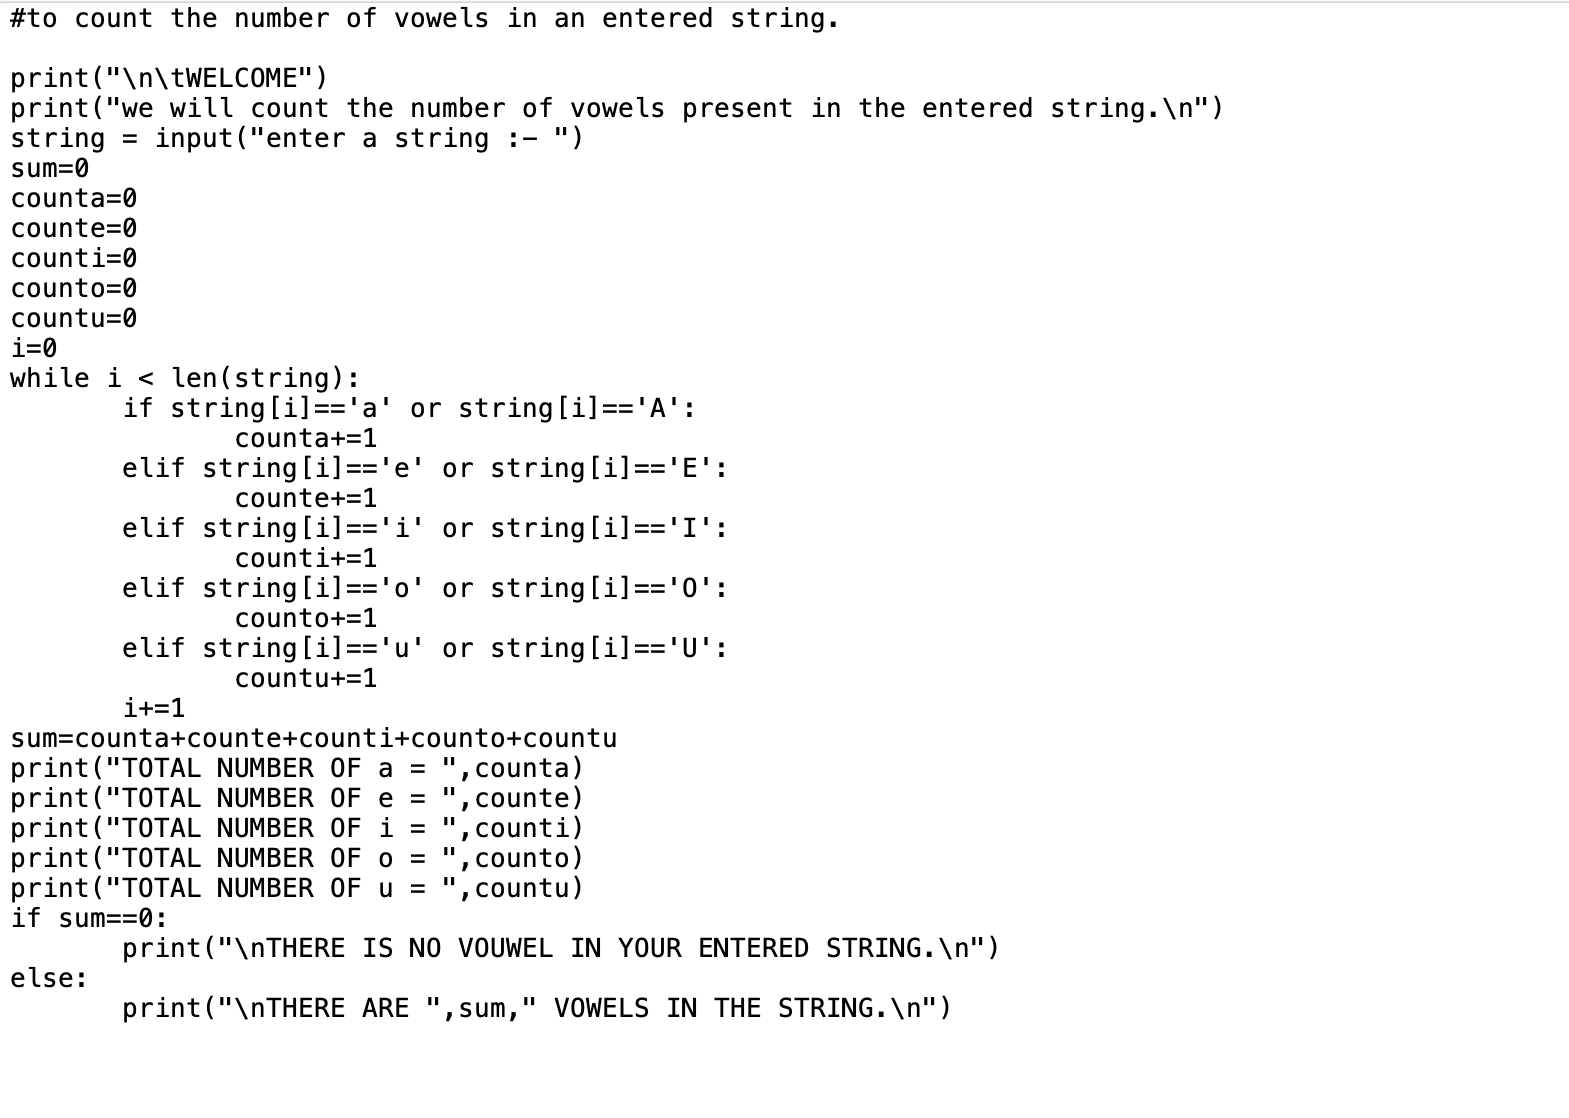 #to count the number of vowels in an entered string.

print("\n\tWELCOME")
print("we will count the number of vowels present in the entered string.\n")
string = input("enter a string :- ")
sum=0
counta=0
counte=0
counti=0
counto=0
countu=0
i=0
while i < len(string):
       if string[i]=='a' or string[i]=='A':
              counta+=1
       elif string[i]=='e' or string[i]=='E':
              counte+=1
       elif string[i]=='i' or string[i]=='I':
              counti+=1
       elif string[i]=='o' or string[i]=='O':
              counto+=1
       elif string[i]=='u' or string[i]=='U':
              countu+=1
       i+=1
sum=counta+counte+counti+counto+countu
print("TOTAL NUMBER OF a = ",counta)
print("TOTAL NUMBER OF e = ",counte)
print("TOTAL NUMBER OF i = ",counti)
print("TOTAL NUMBER OF o = ",counto)
print("TOTAL NUMBER OF u = ",countu)
if sum==0:
       print("\nTHERE IS NO VOUWEL IN YOUR ENTERED STRING.\n")
else:
       print("\nTHERE ARE ",sum," VOWELS IN THE STRING.\n")